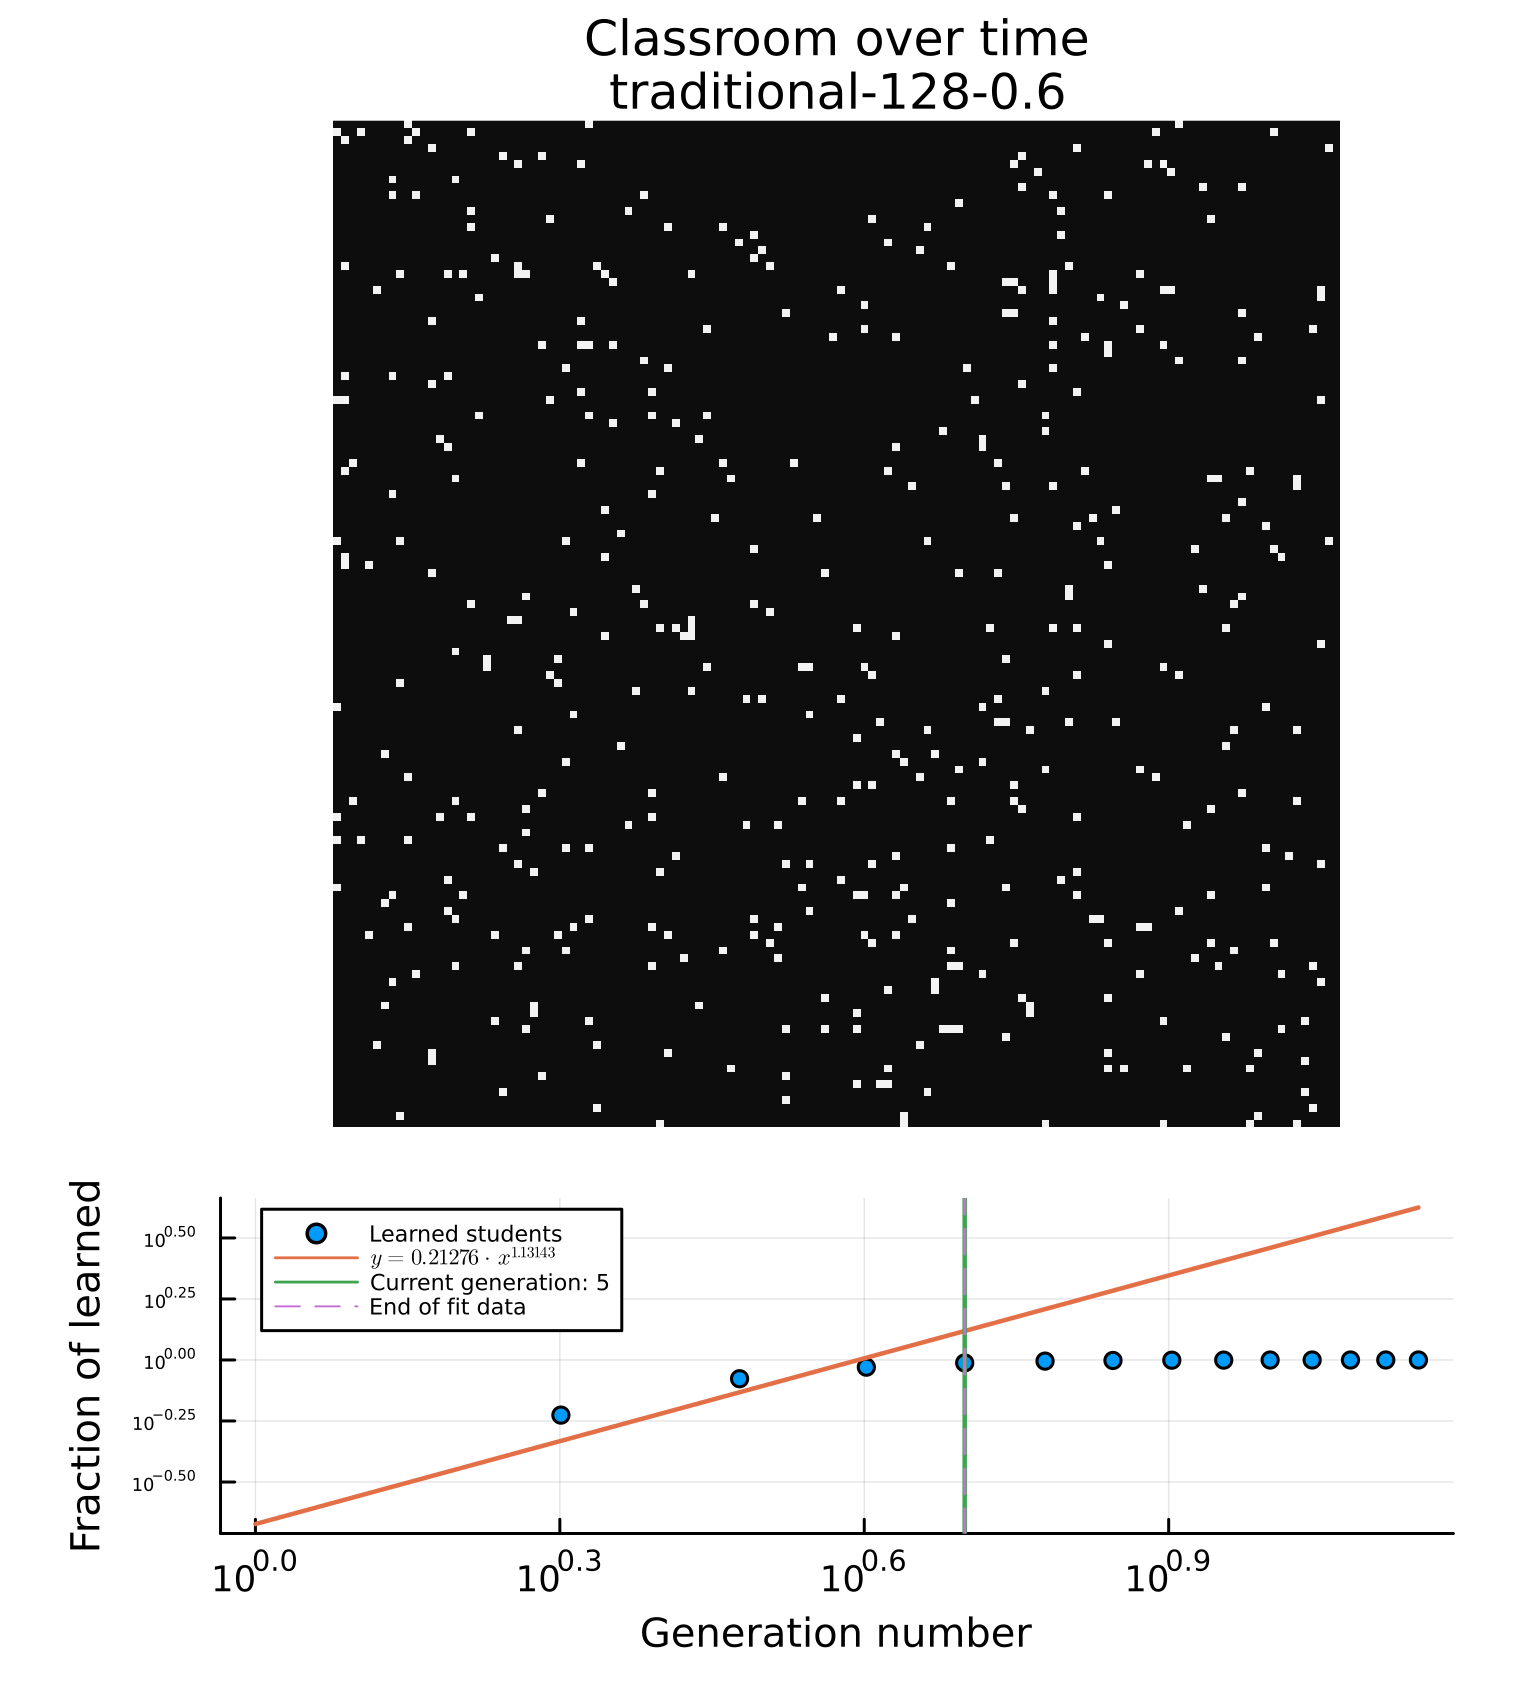 Classroom over time
traditional-128-0.6
Fraction of learned
10^0.50
10^0.25
10^0.00
10^−0.25
10^−0.50
Learned students
y = 0.21276 · x^1.13143
Current generation: 5
End of fit data
10^0.0 10^0.3 10^0.6 10^0.9
Generation number